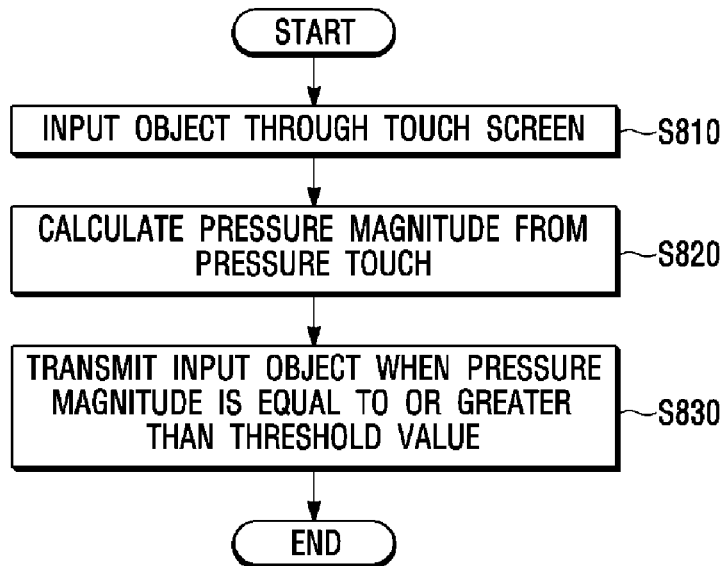 START
INPUT OBJECT THROUGH TOUCH SCREEN
S810
CALCULATE PRESSURE MAGNITUDE FROM
PRESSURE TOUCH
S820
TRANSMIT INPUT OBJECT WHEN PRESSURE
MAGNITUDE IS EQUAL TO OR GREATER
THAN THRESHOLD VALUE
S830
END